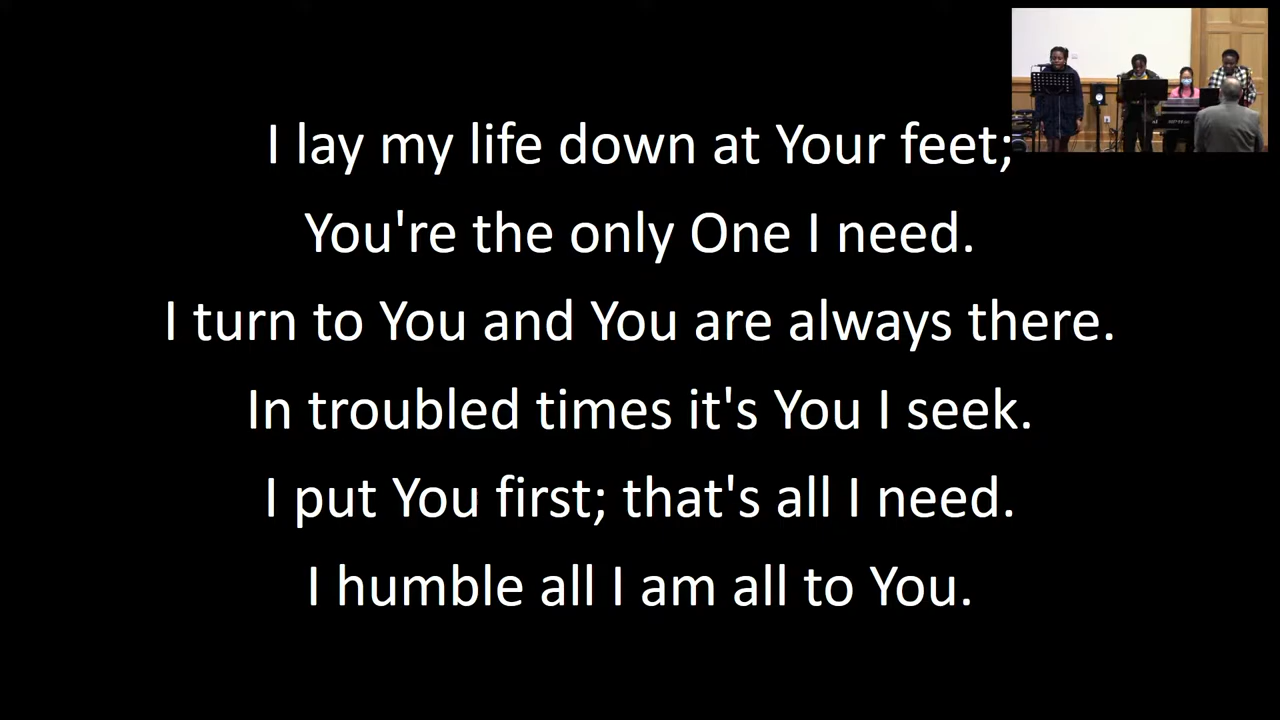 I lay my life down at Your feet;
You're the only One I need.
I turn to You and You are always there.
In troubled times it's You I seek.
I put You first; that's all I need.
I humble all I am all to You.